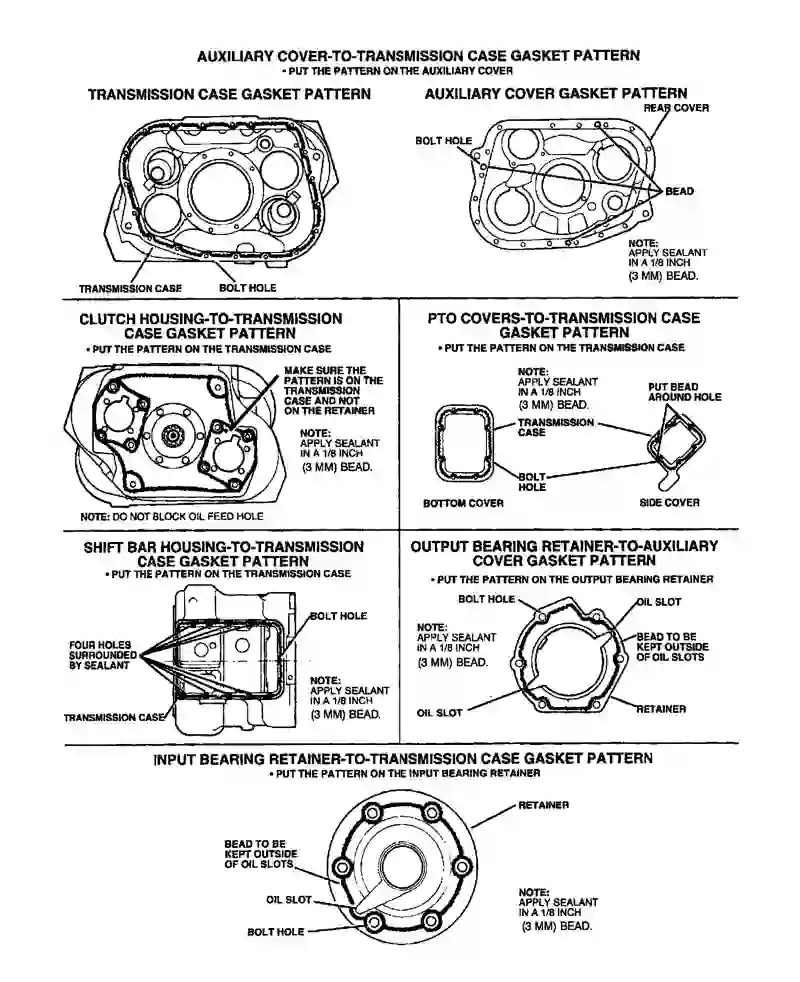 AUXILIARY COVER-TO-TRANSMISSION CASE GASKET PATTERN
• PUT THE PATTERN ON THE AUXILIARY COVER
TRANSMISSION CASE GASKET PATTERN
TRANSMISSION CASE
BOLT HOLE
AUXILIARY COVER GASKET PATTERN
REAR COVER
BOLT HOLE
BEAD
NOTE:
APPLY SEALANT
IN A 1/8 INCH
(3 MM) BEAD.
CLUTCH HOUSING-TO-TRANSMISSION
CASE GASKET PATTERN
• PUT THE PATTERN ON THE TRANSMISSION CASE
MAKE SURE THE
PATTERN IS ON THE
TRANSMISSION
CASE AND NOT
ON THE RETAINER
NOTE:
APPLY SEALANT
IN A 1/8 INCH
(3 MM) BEAD.
NOTE: DO NOT BLOCK OIL FEED HOLE
PTO COVERS-TO-TRANSMISSION CASE
GASKET PATTERN
• PUT THE PATTERN ON THE TRANSMISSION CASE
NOTE:
APPLY SEALANT
IN A 1/8 INCH
(3 MM) BEAD.
PUT BEAD
AROUND HOLE
TRANSMISSION
CASE
BOLT
HOLE
BOTTOM COVER
SIDE COVER
SHIFT BAR HOUSING-TO-TRANSMISSION
CASE GASKET PATTERN
• PUT THE PATTERN ON THE TRANSMISSION CASE
BOLT HOLE
FOUR HOLES
SURROUNDED
BY SEALANT
NOTE:
APPLY SEALANT
IN A 1/8 INCH
(3 MM) BEAD.
TRANSMISSION CASE
OUTPUT BEARING RETAINER-TO-AUXILIARY
COVER GASKET PATTERN
• PUT THE PATTERN ON THE OUTPUT BEARING RETAINER
BOLT HOLE
OIL SLOT
NOTE:
APPLY SEALANT
IN A 1/8 INCH
(3 MM) BEAD.
BEAD TO BE
KEPT OUTSIDE
OF OIL SLOTS
OIL SLOT
RETAINER
INPUT BEARING RETAINER-TO-TRANSMISSION CASE GASKET PATTERN
• PUT THE PATTERN ON THE INPUT BEARING RETAINER
RETAINER
BEAD TO BE
KEPT OUTSIDE
OF OIL SLOTS
OIL SLOT
BOLT HOLE
NOTE:
APPLY SEALANT
IN A 1/8 INCH
(3 MM) BEAD.